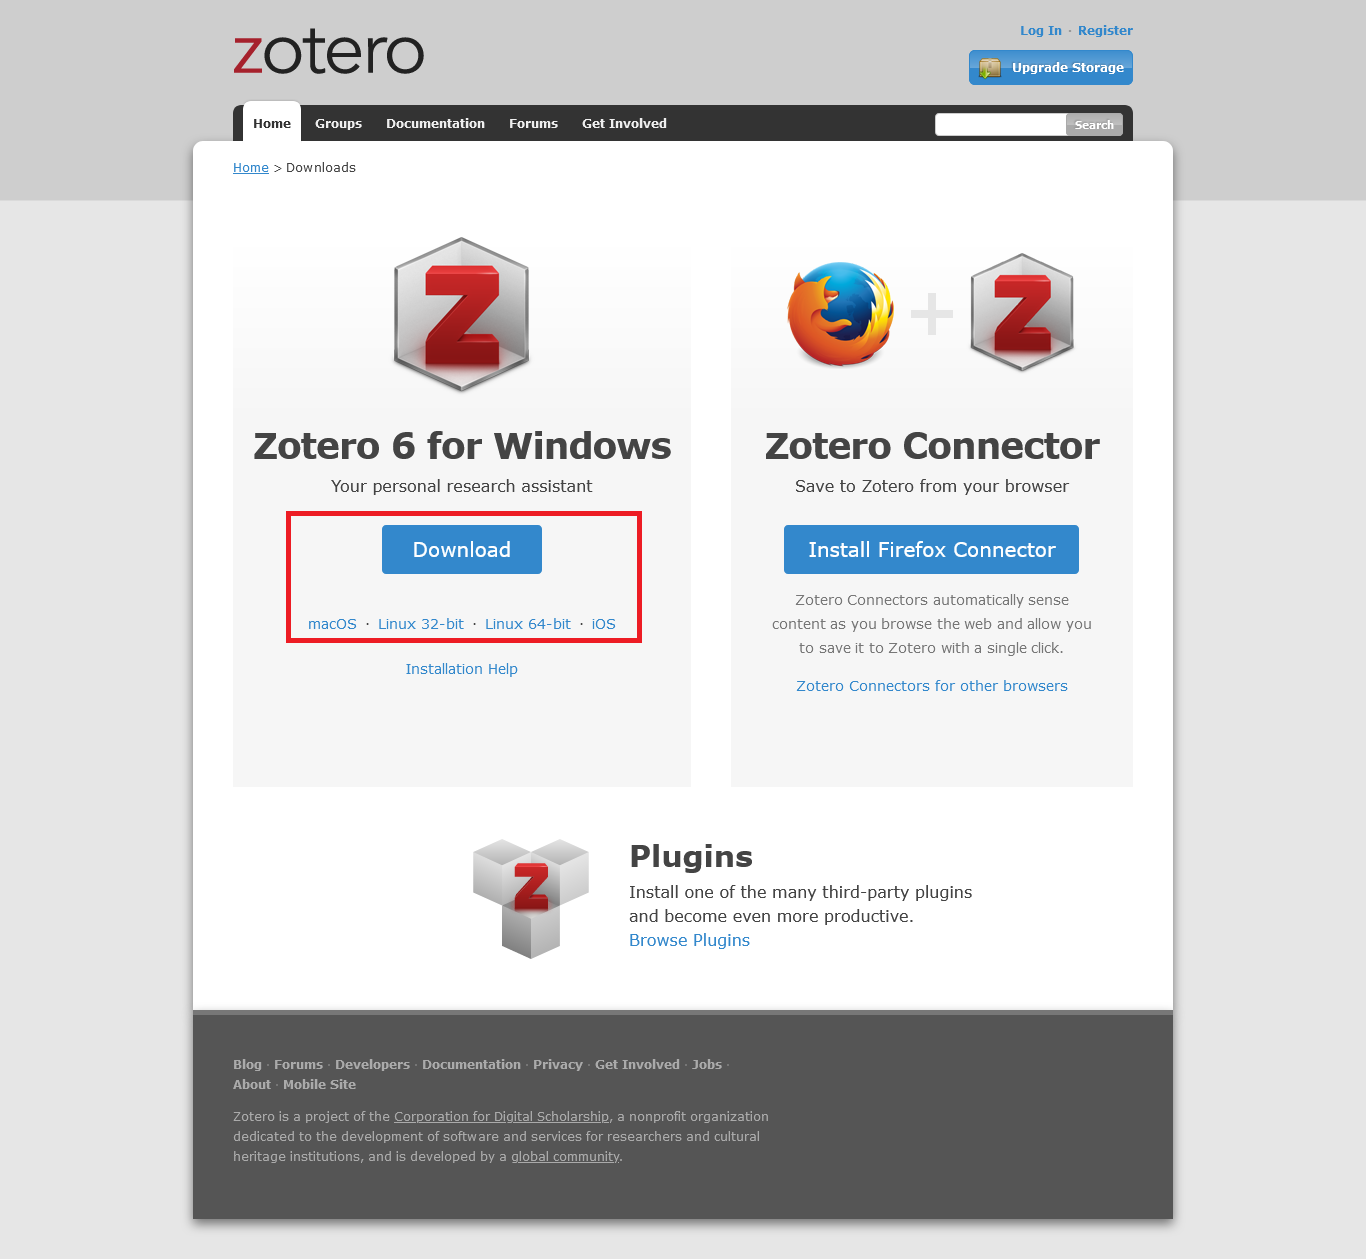 zotero
Log In · Register
Upgrade Storage
Home Groups Documentation Forums Get Involved Search
Home > Downloads
Zotero 6 for Windows
Your personal research assistant
Download
macOS · Linux 32-bit · Linux 64-bit · iOS
Installation Help
Zotero Connector
Save to Zotero from your browser
Install Firefox Connector
Zotero Connectors automatically sense
content as you browse the web and allow you
to save it to Zotero with a single click.
Zotero Connectors for other browsers
Plugins
Install one of the many third-party plugins
and become even more productive.
Browse Plugins
Blog · Forums · Developers · Documentation · Privacy · Get Involved · Jobs ·
About · Mobile Site
Zotero is a project of the Corporation for Digital Scholarship, a nonprofit organization
dedicated to the development of software and services for researchers and cultural
heritage institutions, and is developed by a global community.